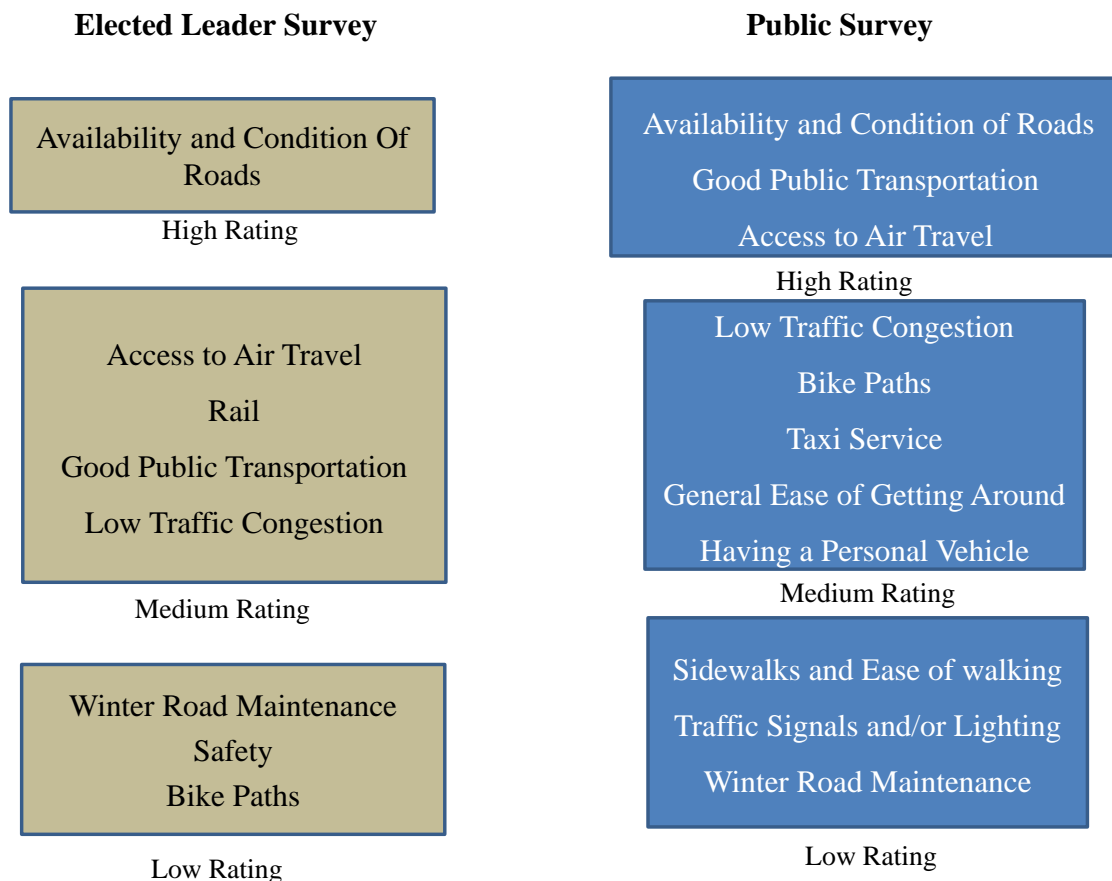 Elected Leader Survey
Availability and Condition Of
Roads
High Rating
Access to Air Travel
Rail
Good Public Transportation
Low Traffic Congestion
Medium Rating
Winter Road Maintenance
Safety
Bike Paths
Low Rating
Public Survey
Availability and Condition of Roads
Good Public Transportation
Access to Air Travel
High Rating
Low Traffic Congestion
Bike Paths
Taxi Service
General Ease of Getting Around
Having a Personal Vehicle
Medium Rating
Sidewalks and Ease of walking
Traffic Signals and/or Lighting
Winter Road Maintenance
Low Rating